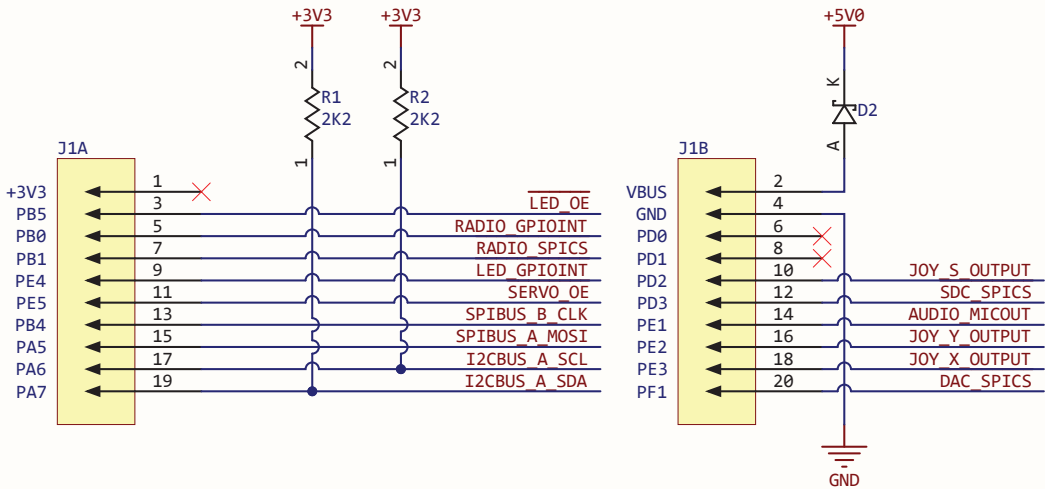 +3V3 +3V3 +5V0
2 2 K
R1 R2 D2
2K2 2K2
1 1 A
J1A J1B
+3V3 1 VBUS 2
PB5 3 LED_OE GND 4
PB0 5 RADIO_GPIOINT PD0 6
PB1 7 RADIO_SPICS PD1 8
PE4 9 LED_GPIOINT PD2 10 JOY_S_OUTPUT
PE5 11 SERVO_OE PD3 12 SDC_SPICS
PB4 13 SPIBUS_B_CLK PE1 14 AUDIO_MICOUT
PA5 15 SPIBUS_A_MOSI PE2 16 JOY_Y_OUTPUT
PA6 17 I2CBUS_A_SCL PE3 18 JOY_X_OUTPUT
PA7 19 I2CBUS_A_SDA PF1 20 DAC_SPICS
GND